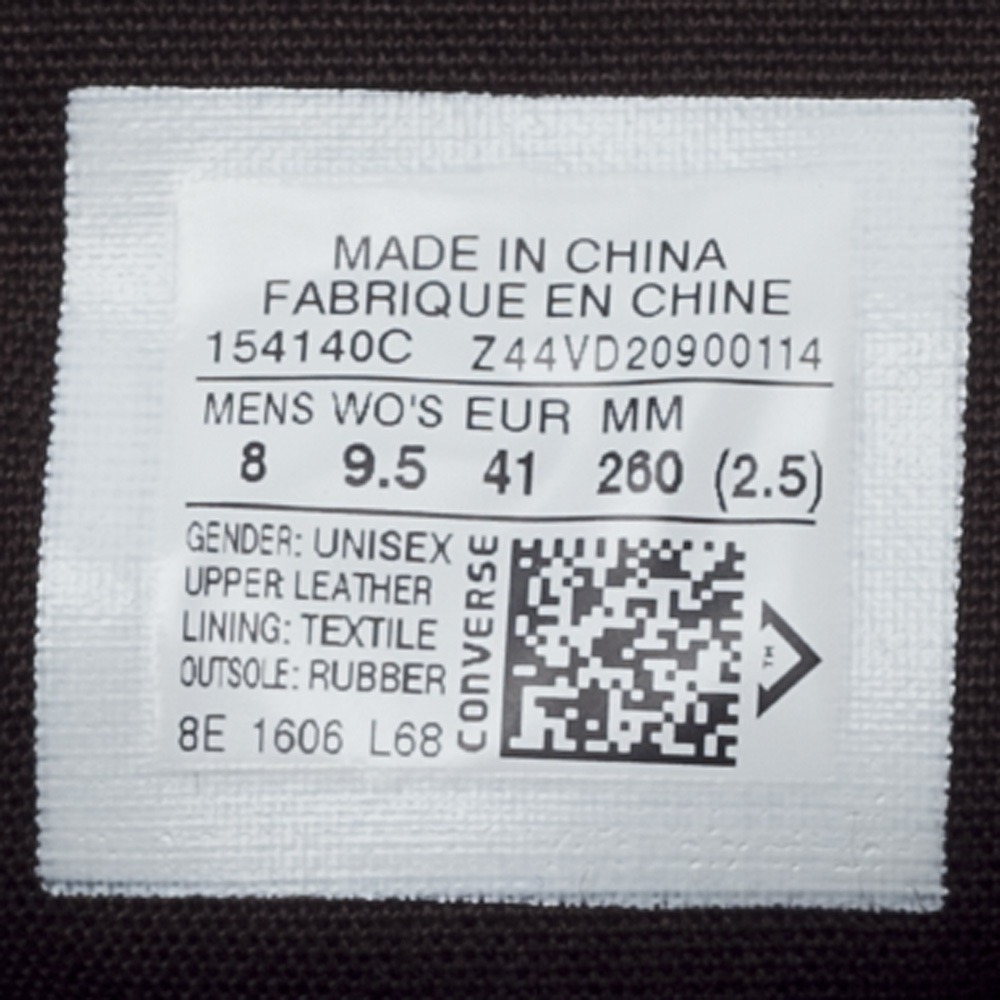 MADE IN CHINA
FABRIQUE EN CHINE
154140C Z44VD20900114
MENS WO'S EUR MM
8 9.5 41 260 (2.5)
GENDER: UNISEX
UPPER LEATHER
LINING: TEXTILE
OUTSOLE: RUBBER
8E 1606 L68
CONVERSE
TM